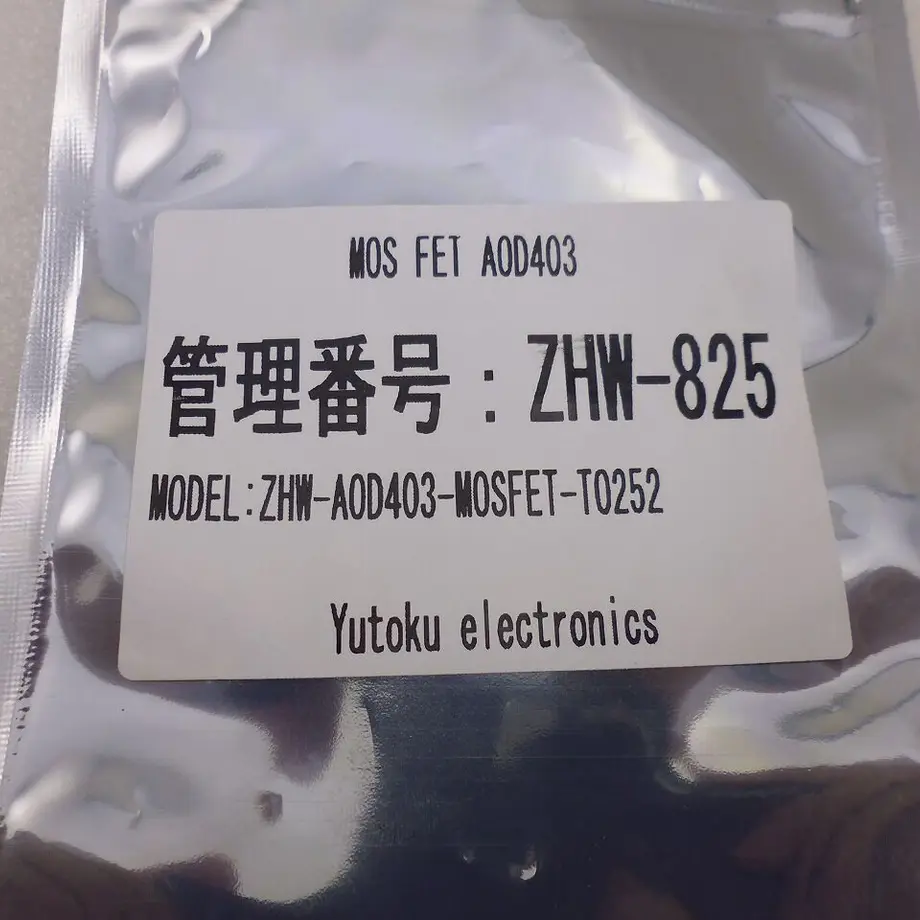 MOS FET AOD403
管理番号：ZHW-825
MODEL:ZHW-AOD403-MOSFET-TO252
Yutoku electronics